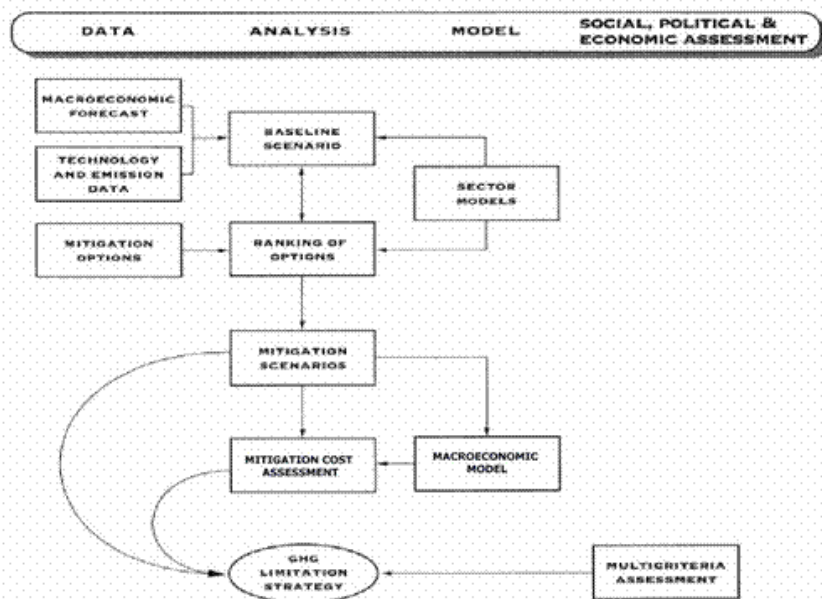 DATA
ANALYSIS
MODEL
SOCIAL, POLITICAL &
ECONOMIC ASSESSMENT
MACROECONOMIC
FORECAST
BASELINE
SCENARIO
TECHNOLOGY
AND EMISSION
DATA
SECTOR
MODELS
MITIGATION
OPTIONS
RANKING OF
OPTIONS
MITIGATION
SCENARIOS
MITIGATION COST
ASSESSMENT
MACROECONOMIC
MODEL
GHG
LIMITATION
STRATEGY
MULTICRITERIA
ASSESSMENT